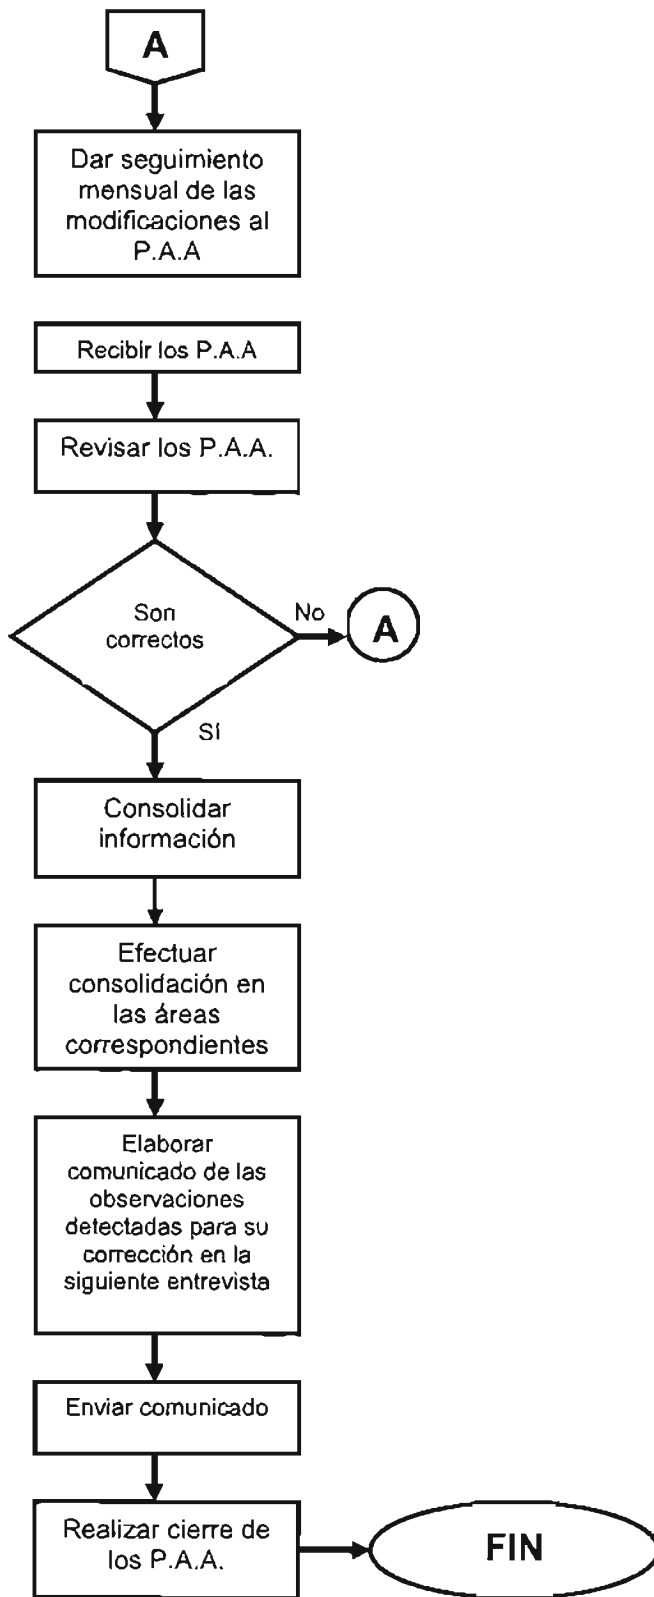 A
Dar seguimiento
mensual de las
modificaciones al
P.A.A
Recibir los P.A.A
Revisar los P.A.A.
Son
correctos
No
A
Sí
Consolidar
información
Efectuar
consolidación en
las áreas
correspondientes
Elaborar
comunicado de las
observaciones
detectadas para su
corrección en la
siguiente entrevista
Enviar comunicado
Realizar cierre de
los P.A.A.
FIN